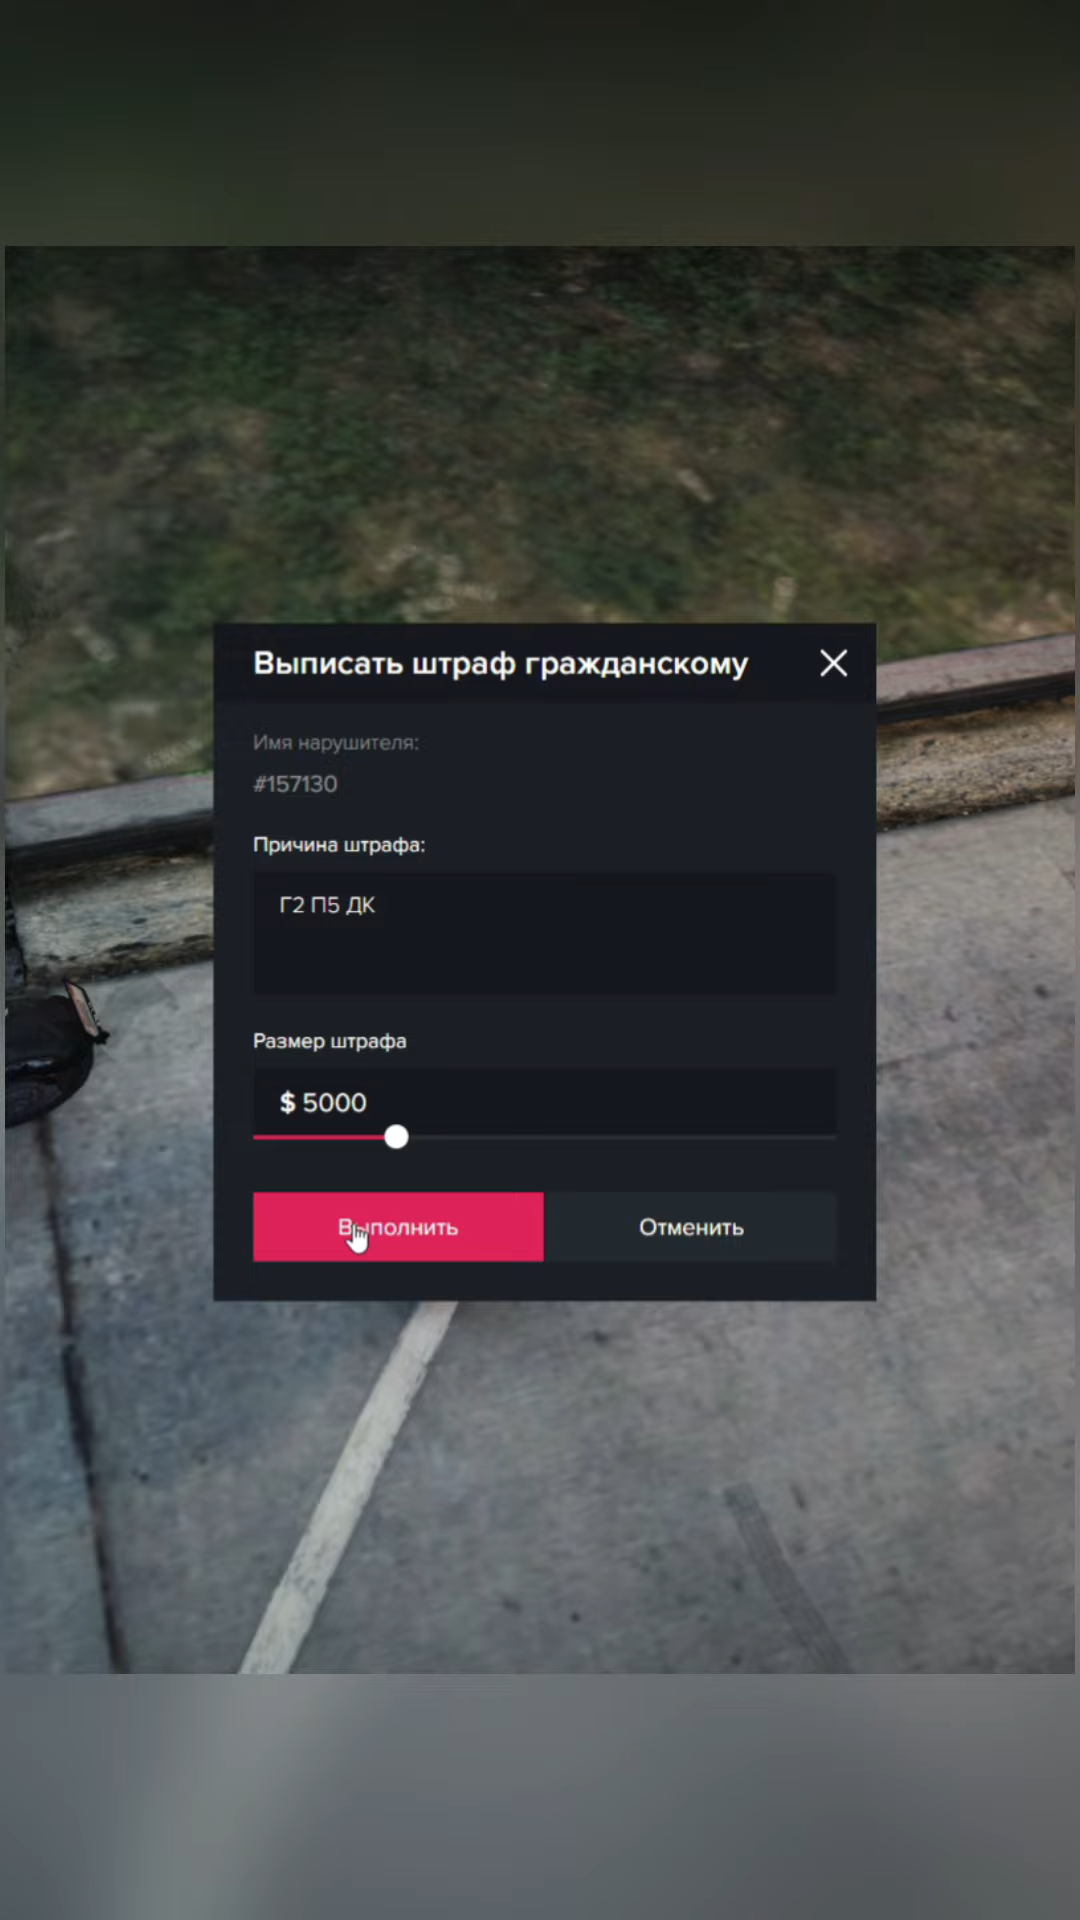 Выписать штраф гражданскому
Имя нарушителя:
#157130
Причина штрафа:
Г2 П5 ДК
Размер штрафа
$ 5000
Выполнить
Отменить